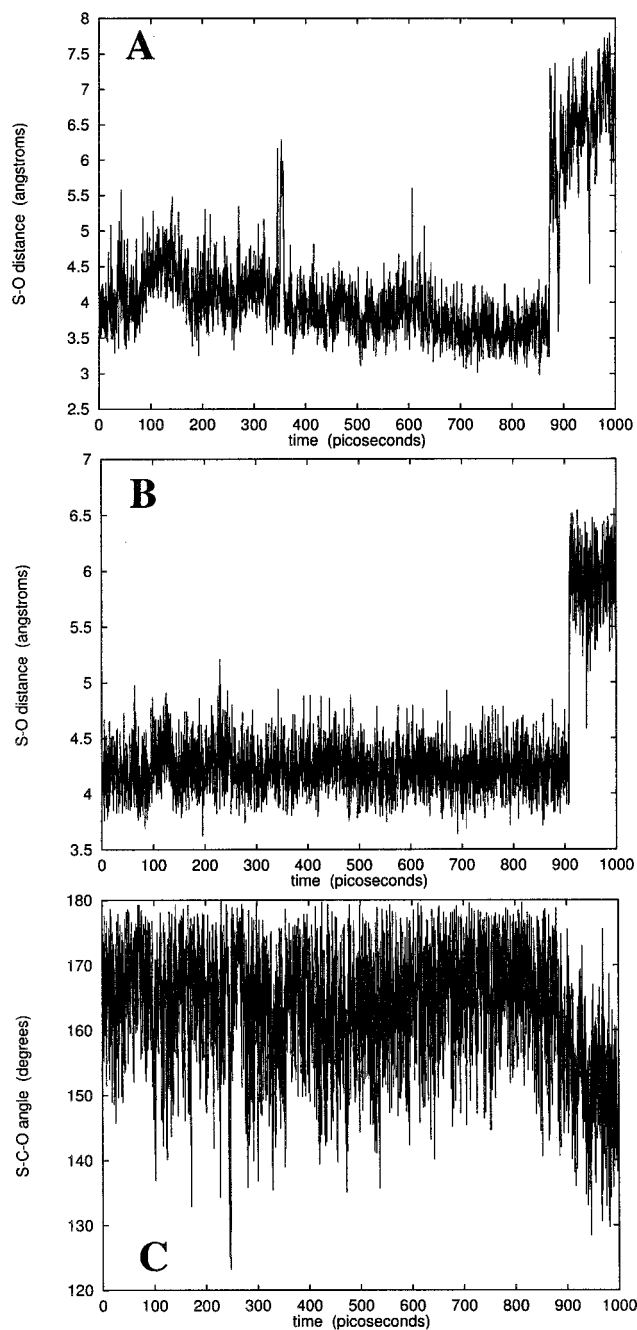 A
8
7.5
7
6.5
6
5.5
5
4.5
4
3.5
3
2.5
S-O distance (angstroms)
0 100 200 300 400 500 600 700 800 900 1000
time (picoseconds)
B
7
6.5
6
5.5
5
4.5
4
3.5
S-O distance (angstroms)
0 100 200 300 400 500 600 700 800 900 1000
time (picoseconds)
180
170
160
150
140
130
120
S-C-O angle (degrees)
C
0 100 200 300 400 500 600 700 800 900 1000
time (picoseconds)